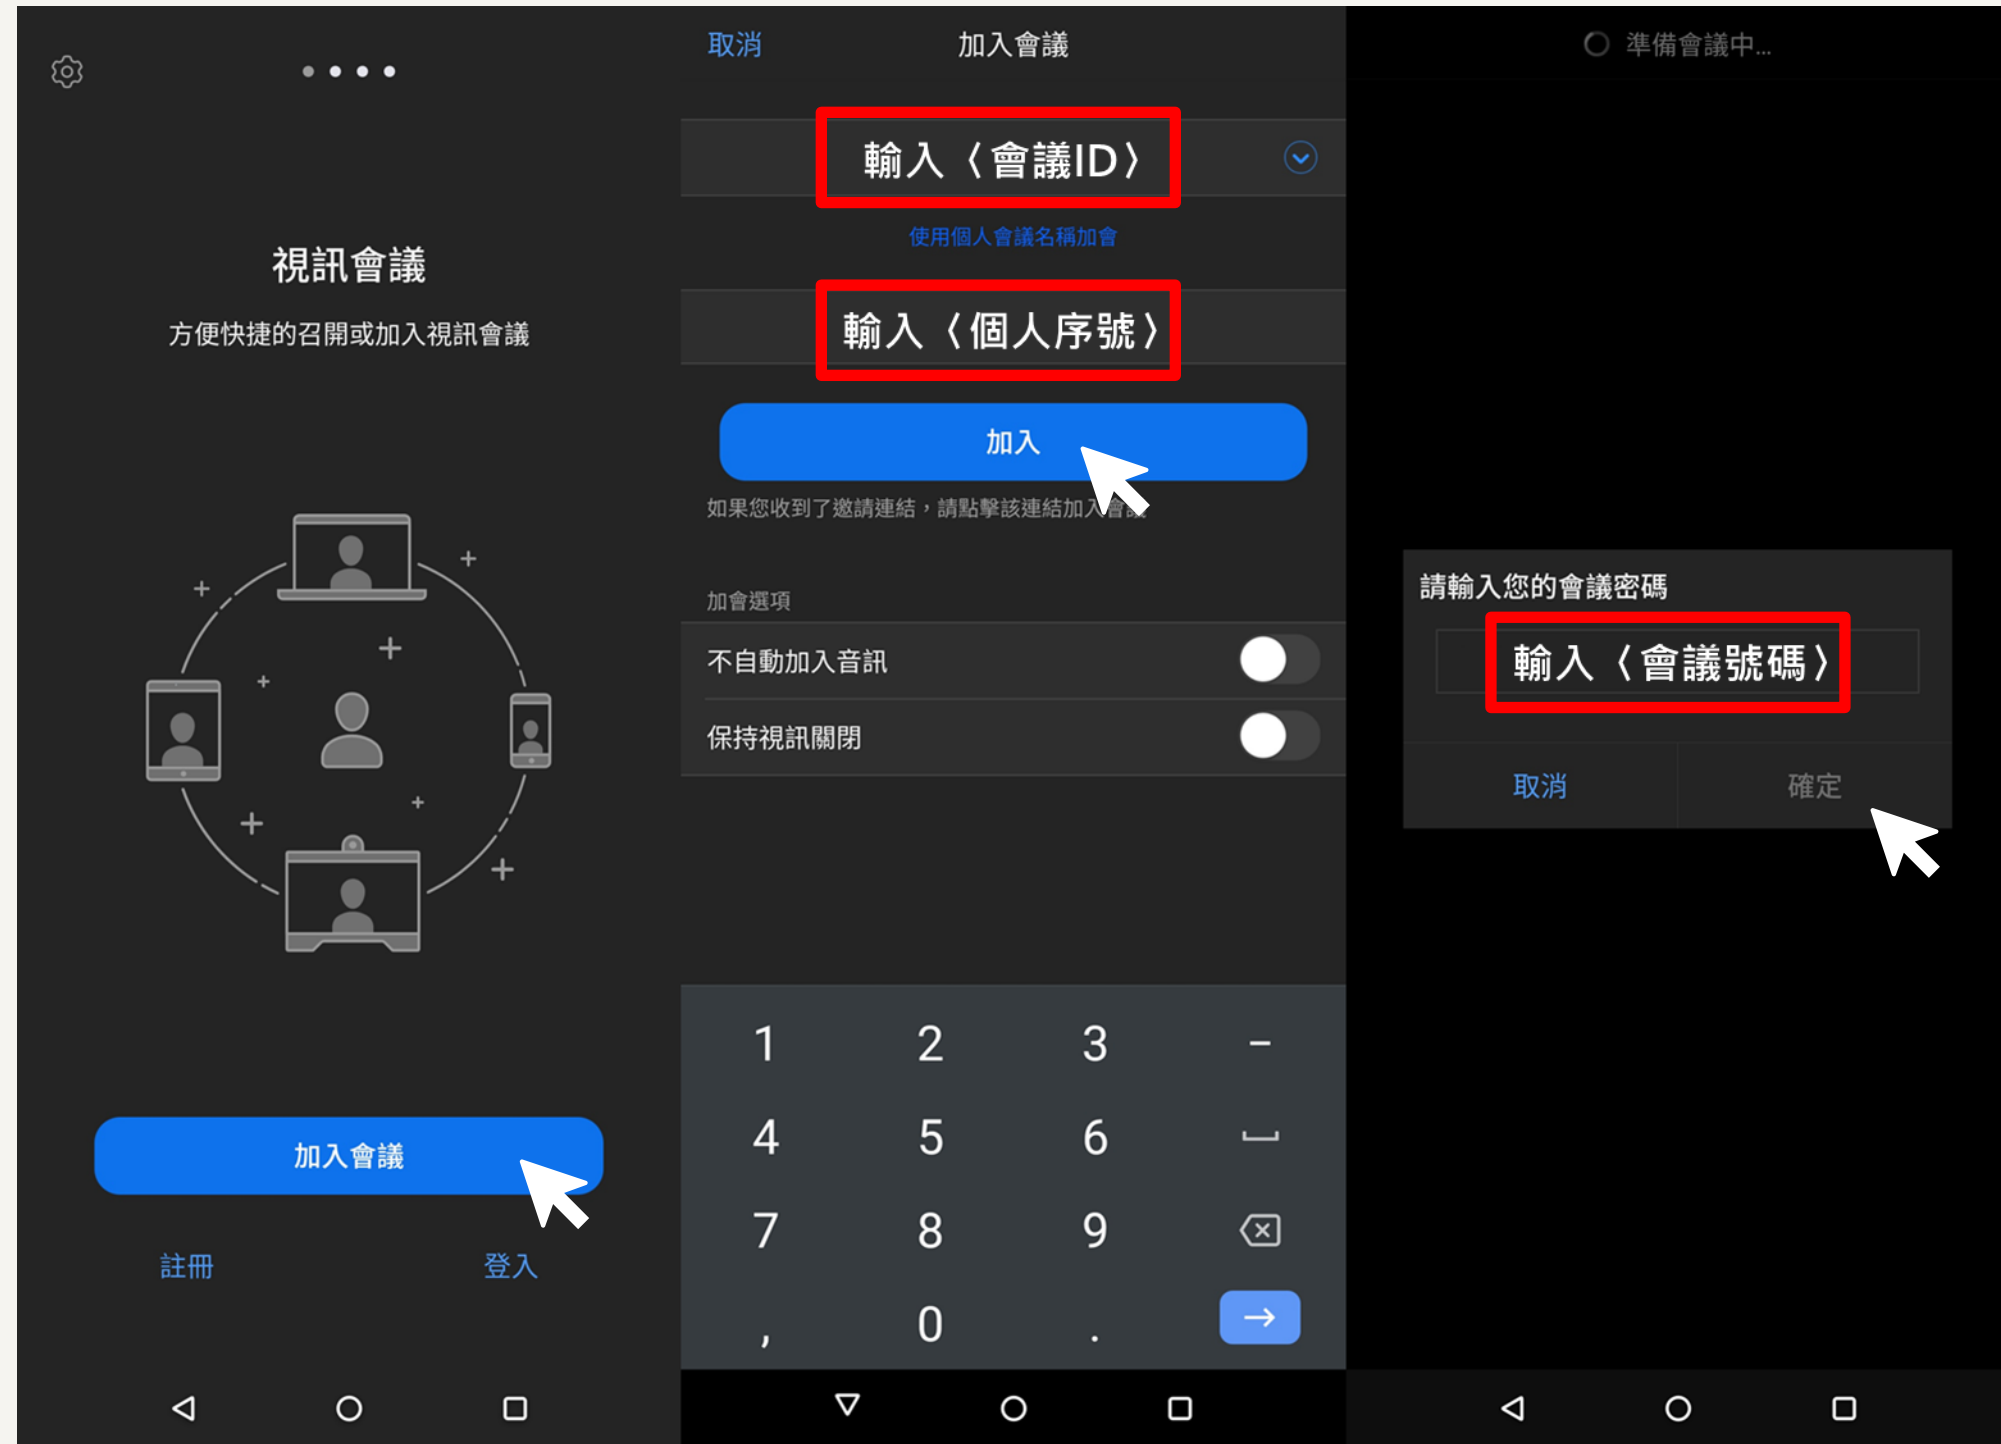 視訊會議
方便快捷的召開或加入視訊會議
加入會議
註冊
登入
取消
加入會議
輸入〈會議ID〉
使用個人會議名稱加會
輸入〈個人序號〉
加入
如果您收到了邀請連結，請點擊該連結加入會議
加會選項
不自動加入音訊
保持視訊關閉
1 2 3 –
4 5 6
7 8 9
, 0 .
準備會議中...
請輸入您的會議密碼
輸入〈會議號碼〉
取消
確定